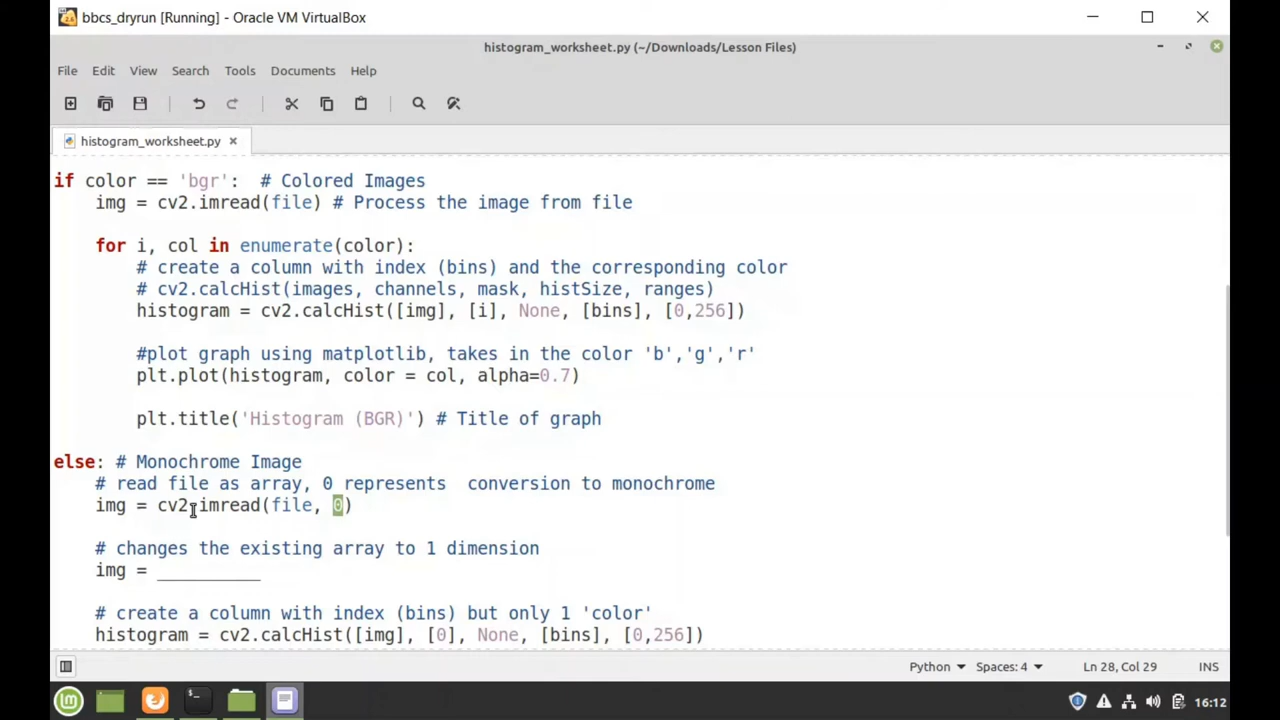 bbcs_dryrun [Running] - Oracle VM VirtualBox
histogram_worksheet.py (~/Downloads/Lesson Files)
File Edit View Search Tools Documents Help
histogram_worksheet.py
if color == 'bgr':  # Colored Images
    img = cv2.imread(file) # Process the image from file
    for i, col in enumerate(color):
        # create a column with index (bins) and the corresponding color
        # cv2.calcHist(images, channels, mask, histSize, ranges)
        histogram = cv2.calcHist([img], [i], None, [bins], [0,256])
        #plot graph using matplotlib, takes in the color 'b','g','r'
        plt.plot(histogram, color = col, alpha=0.7)
        plt.title('Histogram (BGR)') # Title of graph
else: # Monochrome Image
    # read file as array, 0 represents  conversion to monochrome
    img = cv2.imread(file, 0)
    # changes the existing array to 1 dimension
    img = __________
    # create a column with index (bins) but only 1 'color'
    histogram = cv2.calcHist([img], [0], None, [bins], [0,256])
Python Spaces: 4 Ln 28, Col 29 INS
16:12